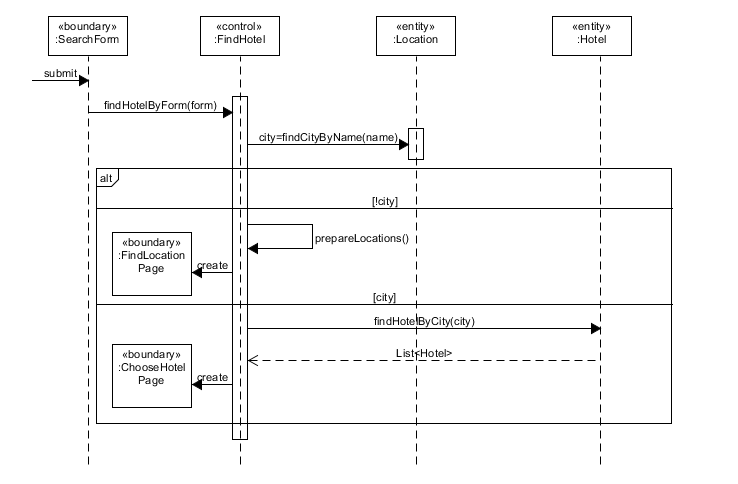 «boundary»
:SearchForm
«control»
:FindHotel
«entity»
:Location
«entity»
:Hotel
submit
findHotelByForm(form)
city=findCityByName(name)
alt
[!city]
prepareLocations()
«boundary»
:FindLocation
Page
create
[city]
findHotelByCity(city)
List<Hotel>
«boundary»
:ChooseHotel
Page
create